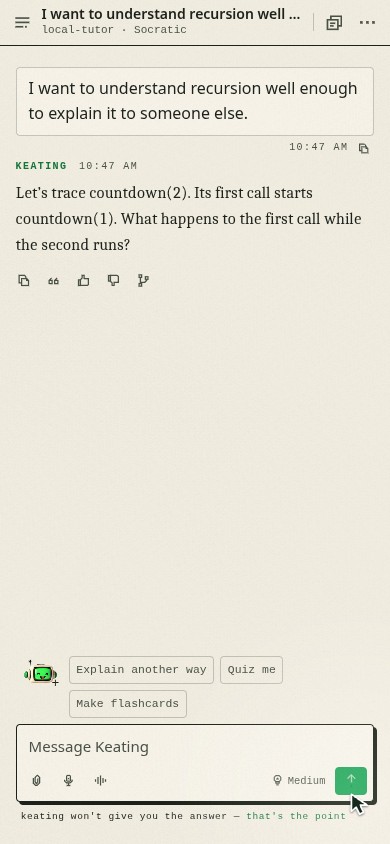 I want to understand recursion well ...
local-tutor · Socratic
I want to understand recursion well enough
to explain it to someone else.
10:47 AM
KEATING 10:47 AM
Let's trace countdown(2). Its first call starts
countdown(1). What happens to the first call while
the second runs?
Explain another way
Quiz me
Make flashcards
Message Keating
Medium
keating won't give you the answer — that's the point